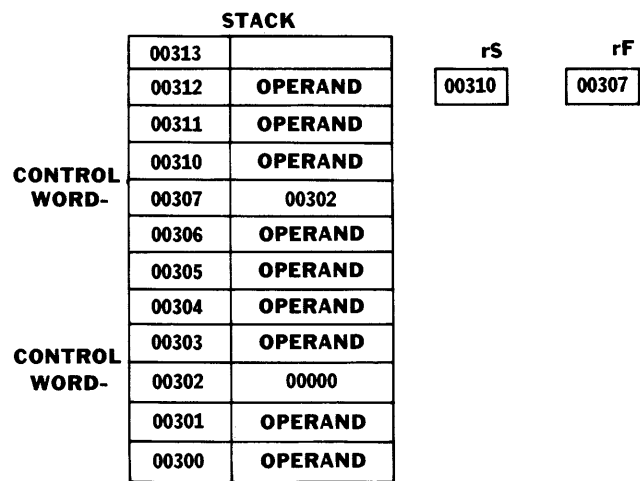 STACK
rS rF
00313
00312 OPERAND 00310 00307
00311 OPERAND
00310 OPERAND
CONTROL
WORD- 00307 00302
00306 OPERAND
00305 OPERAND
00304 OPERAND
00303 OPERAND
CONTROL
WORD- 00302 00000
00301 OPERAND
00300 OPERAND